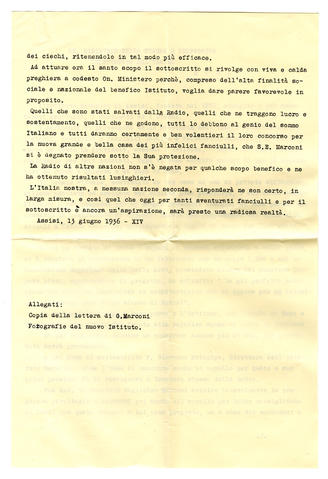 dei ciechi, ritenendolo in tal modo più efficace.
Ad attuare ora il santo scopo il sottoscritto si rivolge con viva e calda
preghiera a codesto On. Ministero perchè, compreso dell'alta finalità so-
ciale e nazionale del benefico Istituto, voglia dare parere favorevole in
proposito.
Quelli che sono stati salvati dalla Radio, quelli che ne traggono lucro e
sostentamento, quelli che ne godono, tutti lo debbono al genio del sommo
Italiano e tutti daranno certamente e ben volentieri il loro concorso per
la nuova grande e bella casa dei più infelici fanciulli, che S.E. Marconi
si è degnato prendere sotto la Sua protezione.
La Radio di altre nazioni non s'è negata per qualche scopo benefico e ne
ha ottenuto risultati lusinghieri.
L'Italia nostra, a nessuna nazione seconda, risponderà ne son certo, in
larga misura, e così quel che oggi per tanti sventurati fanciulli e per il
sottoscritto è ancora un'aspirazione, sarà presto una radiosa realtà.
Assisi, 13 giugno 1936 - XIV
Allegati:
Copia della lettera di G.Marconi
Fotografie del nuovo Istituto.